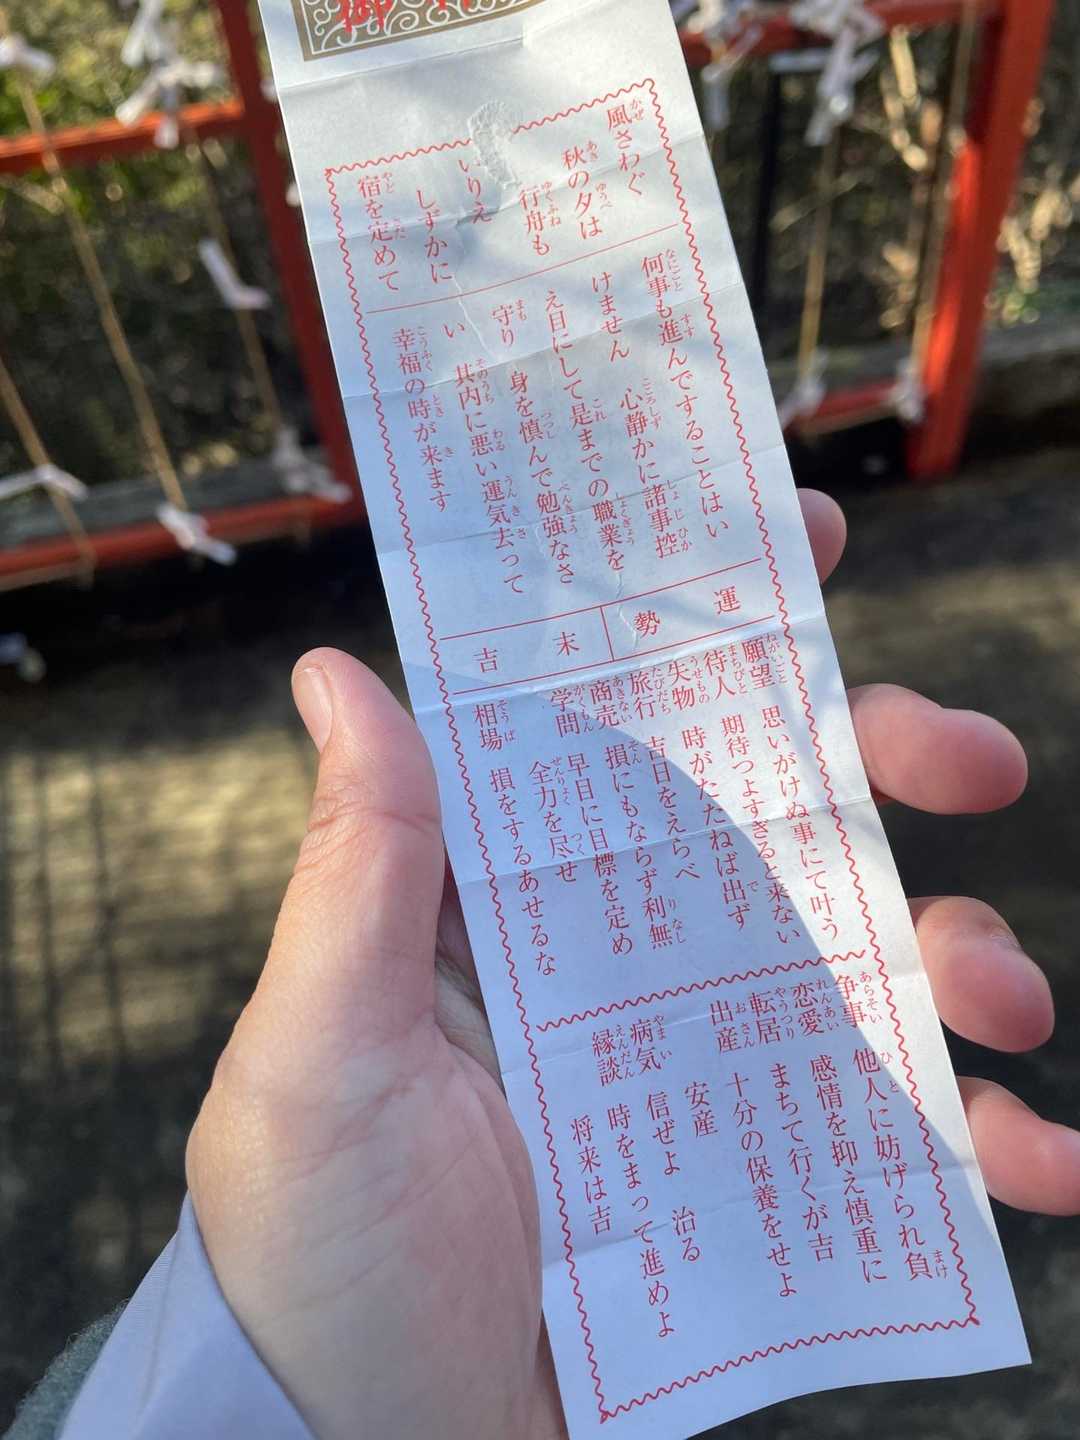 風さわぐ
秋の夕は
行舟も
いりえ
しずかに
宿を定めて
何事も進んですることはい
けません 心静かに諸事控
え目にして是までの職業を
守り 身を慎んで勉強なさ
い 其内に悪い運気去って
幸福の時が来ます
運勢
末吉
願望 思いがけぬ事にて叶う
待人 期待つよすぎると来ない
失物 時がたたねば出ず
旅行 吉日をえらべ
商売 損にもならず利無
学問 早目に目標を定め
全力を尽せ
相場 損をするあせるな
争事 他人に妨げられ負
恋愛 感情を抑え慎重に
転居 まちて行くが吉
出産 十分の保養をせよ
安産
病気 信ぜよ 治る
縁談 時をまって進めよ
将来は吉